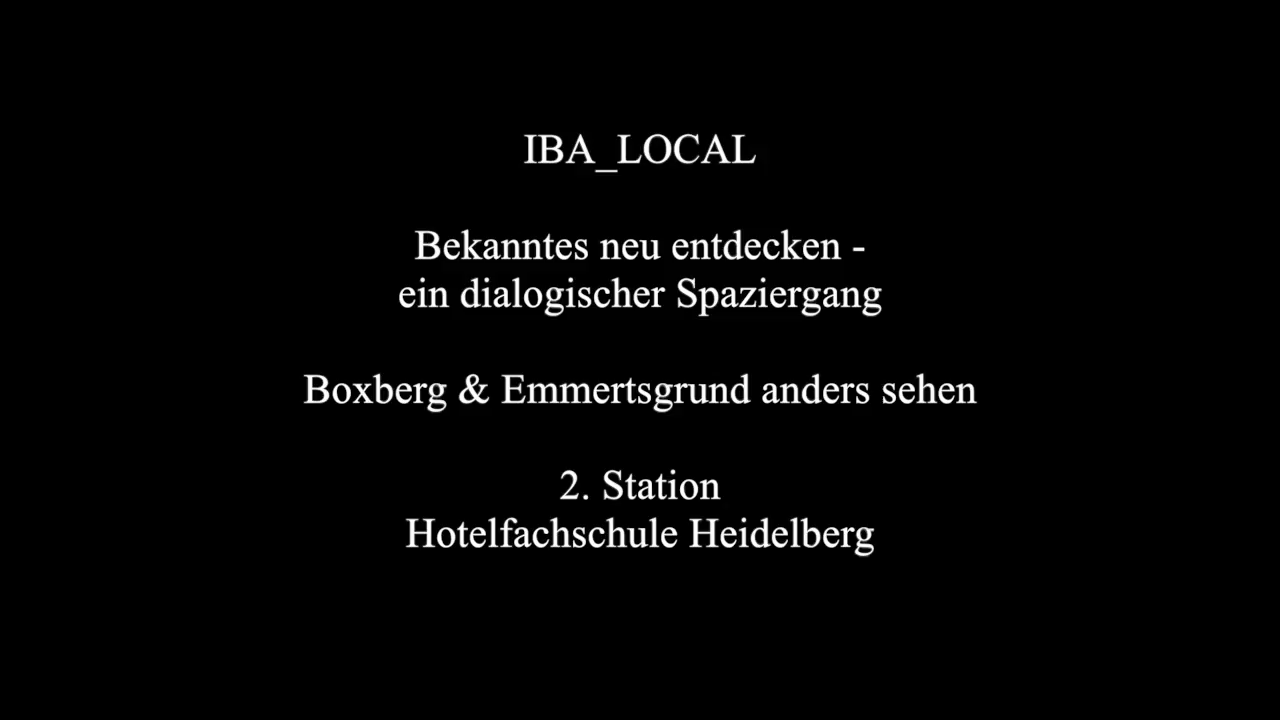 IBA_LOCAL
Bekanntes neu entdecken -
ein dialogischer Spaziergang
Boxberg & Emmertsgrund anders sehen
2. Station
Hotelfachschule Heidelberg